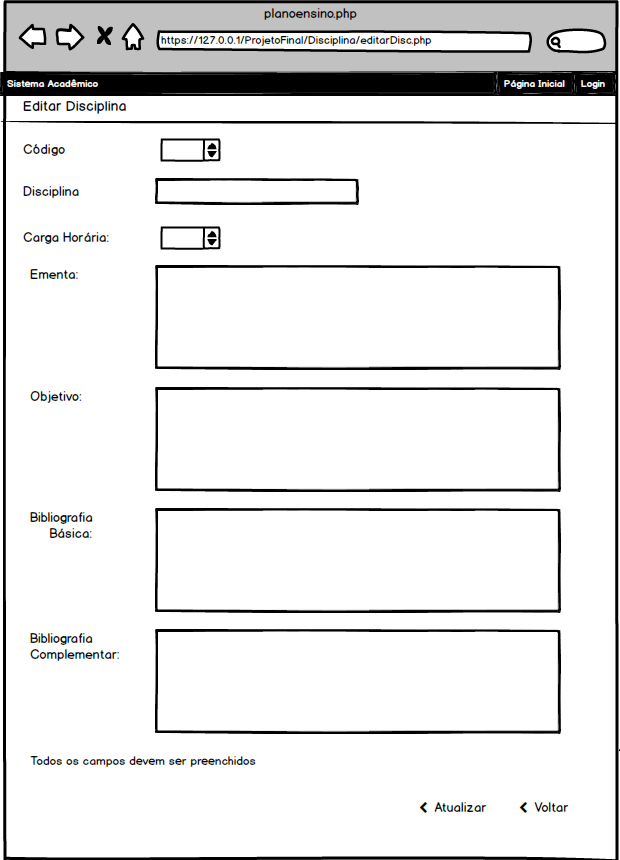 planoensino.php
https://127.0.0.1/ProjetoFinal/Disciplina/editarDisc.php
Sistema Acadêmico
Página Inicial
Login
Editar Disciplina
Código
Disciplina
Carga Horária:
Ementa:
Objetivo:
Bibliografia
Básica:
Bibliografia
Complementar:
Todos os campos devem ser preenchidos
Atualizar
Voltar